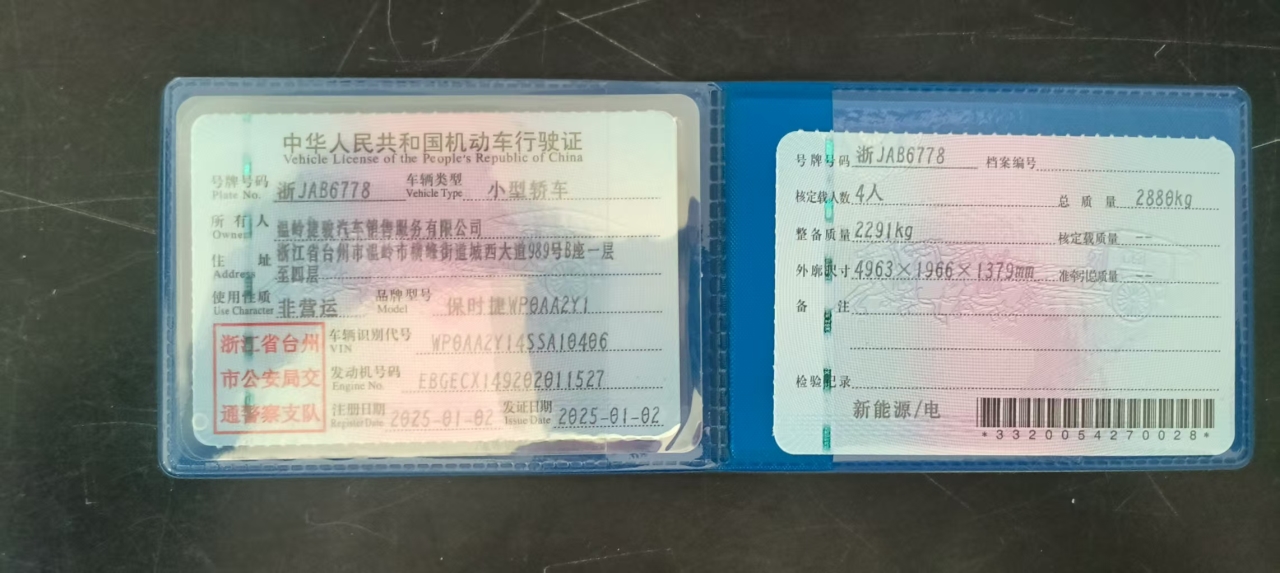 中华人民共和国机动车行驶证
Vehicle License of the People's Republic of China
号牌号码 浙JAB6778 车辆类型 小型轿车
Plate No. Vehicle Type
所有人 温岭捷骏汽车销售服务有限公司
Owner
住址 浙江省台州市温岭市横峰街道城西大道989号B座一层
Address 至四层
使用性质 非营运 品牌型号 保时捷WP0AA2Y1
Use Character Model
浙江省台州
市公安局交
通警察支队
车辆识别代号 WP0AA2Y14SSA10406
VIN
发动机号码 EBGECX149202011527
Engine No.
注册日期 2025-01-02 发证日期 2025-01-02
Register Date Issue Date
号牌号码 浙JAB6778 档案编号
核定载人数 4人 总质量 2880kg
整备质量 2291kg 核定载质量 --
外廓尺寸 4963×1966×1379mm 准牵引总质量 --
备注
检验记录
新能源/电
*3320054270028*